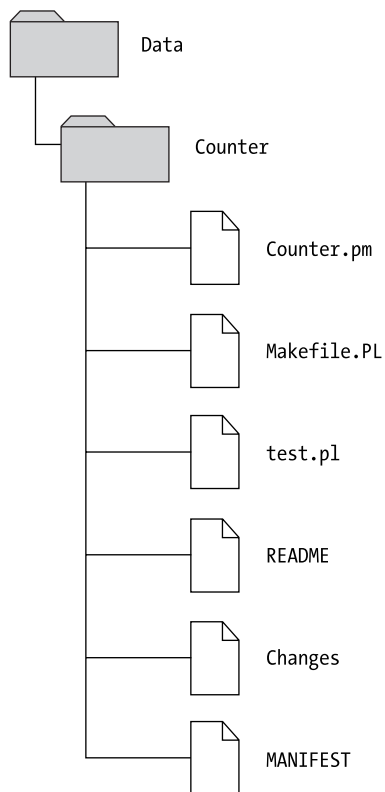 Data
Counter
Counter.pm
Makefile.PL
test.pl
README
Changes
MANIFEST